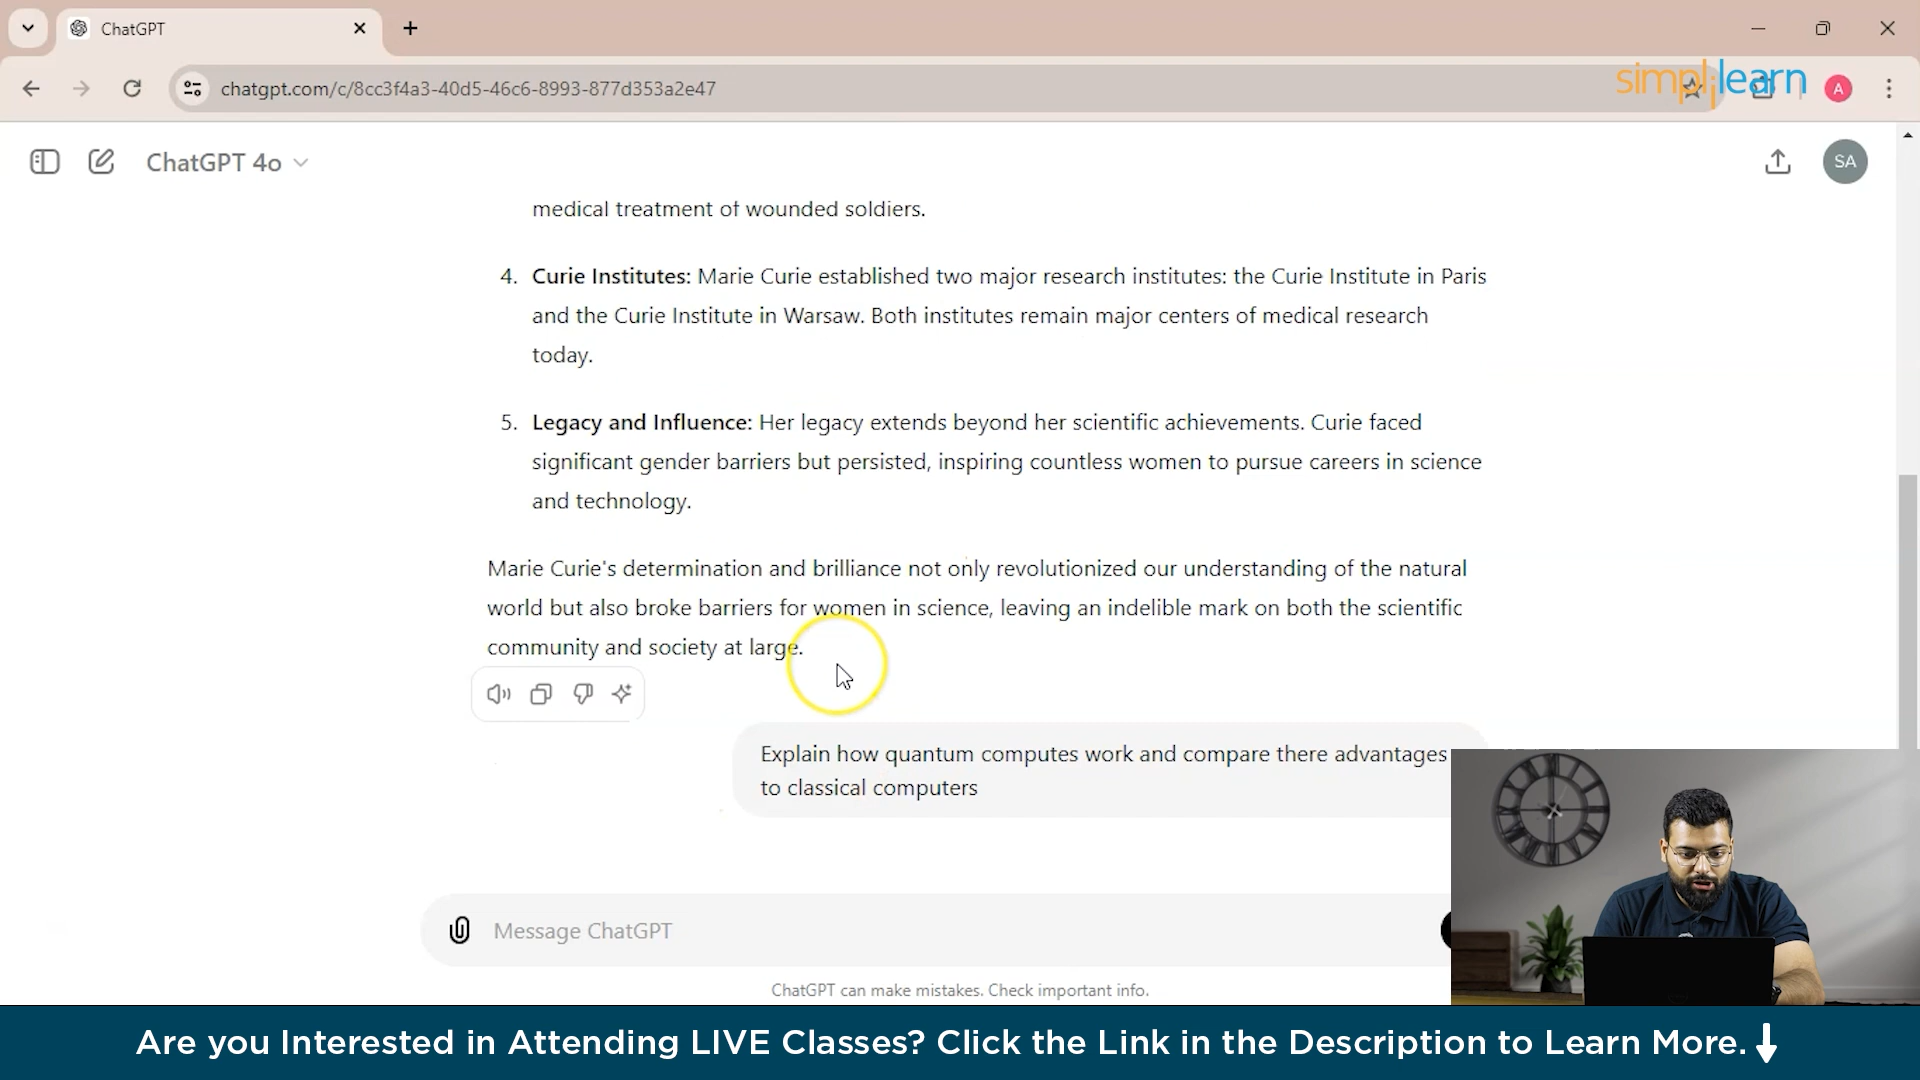 ChatGPT
chatgpt.com/c/8cc3f4a3-40d5-46c6-8993-877d353a2e47
simplilearn
A
ChatGPT 4o
SA
medical treatment of wounded soldiers.
4. Curie Institutes: Marie Curie established two major research institutes: the Curie Institute in Paris
and the Curie Institute in Warsaw. Both institutes remain major centers of medical research
today.
5. Legacy and Influence: Her legacy extends beyond her scientific achievements. Curie faced
significant gender barriers but persisted, inspiring countless women to pursue careers in science
and technology.
Marie Curie's determination and brilliance not only revolutionized our understanding of the natural
world but also broke barriers for women in science, leaving an indelible mark on both the scientific
community and society at large.
Explain how quantum computes work and compare there advantages
to classical computers
Message ChatGPT
ChatGPT can make mistakes. Check important info.
Are you Interested in Attending LIVE Classes? Click the Link in the Description to Learn More.